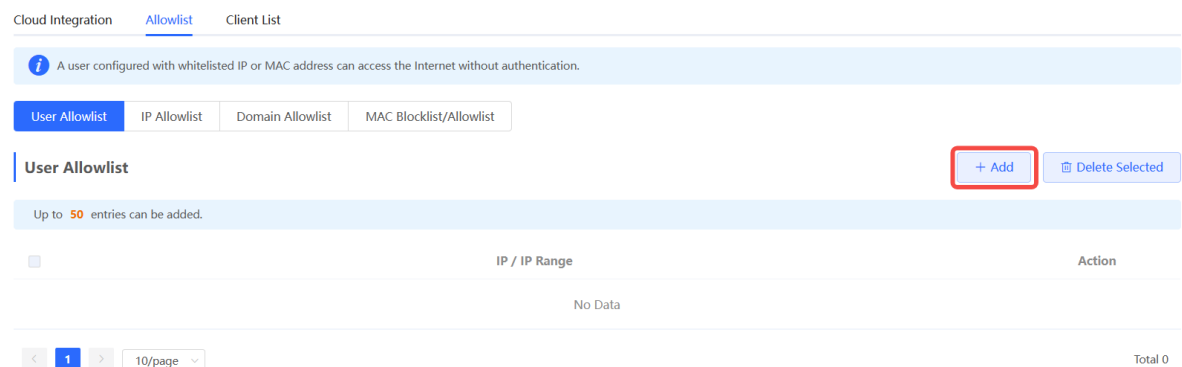 Cloud Integration Allowlist Client List
A user configured with whitelisted IP or MAC address can access the Internet without authentication.
User Allowlist IP Allowlist Domain Allowlist MAC Blocklist/Allowlist
User Allowlist + Add Delete Selected
Up to 50 entries can be added.
IP / IP Range Action
No Data
< 1 > 10/page Total 0